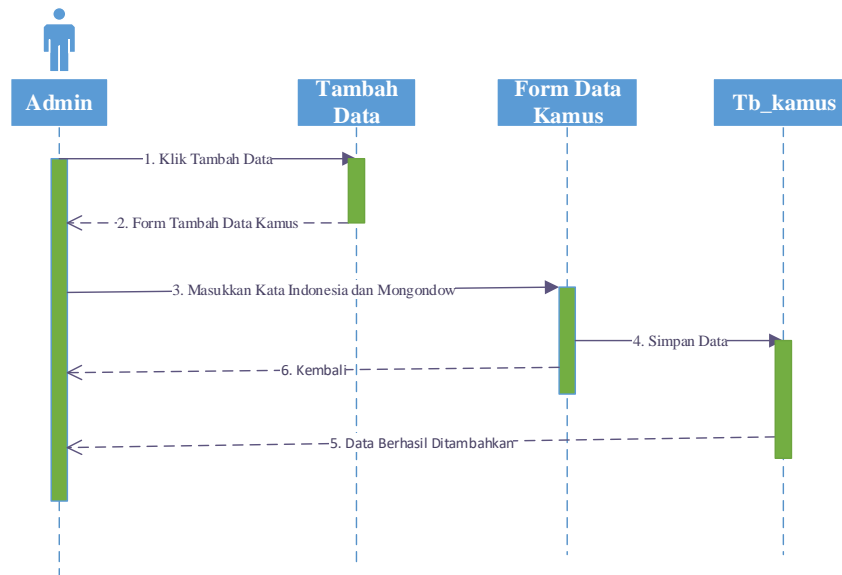 Admin
Tambah
Data
Form Data
Kamus
Tb_kamus
1. Klik Tambah Data
2. Form Tambah Data Kamus
3. Masukkan Kata Indonesia dan Mongondow
4. Simpan Data
6. Kembali
5. Data Berhasil Ditambahkan